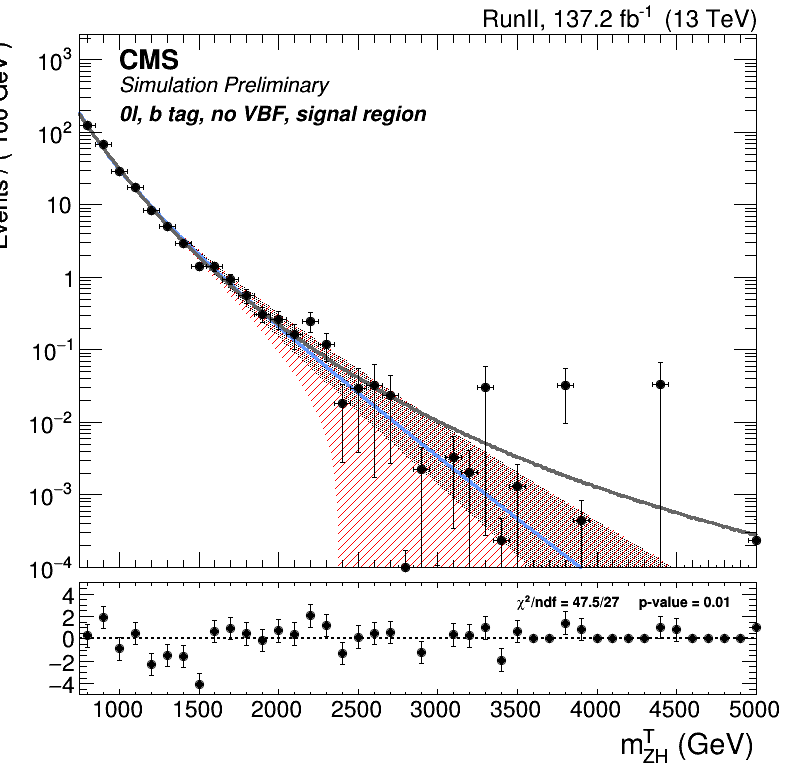 RunII, 137.2 fb⁻¹ (13 TeV)
CMS
Simulation Preliminary
0l, b tag, no VBF, signal region
10³
10²
10
1
10⁻¹
10⁻²
10⁻³
10⁻⁴
χ²/ndf = 47.5/27 p-value = 0.01
4
2
0
−2
−4
1000 1500 2000 2500 3000 3500 4000 4500 5000
m^T_ZH (GeV)